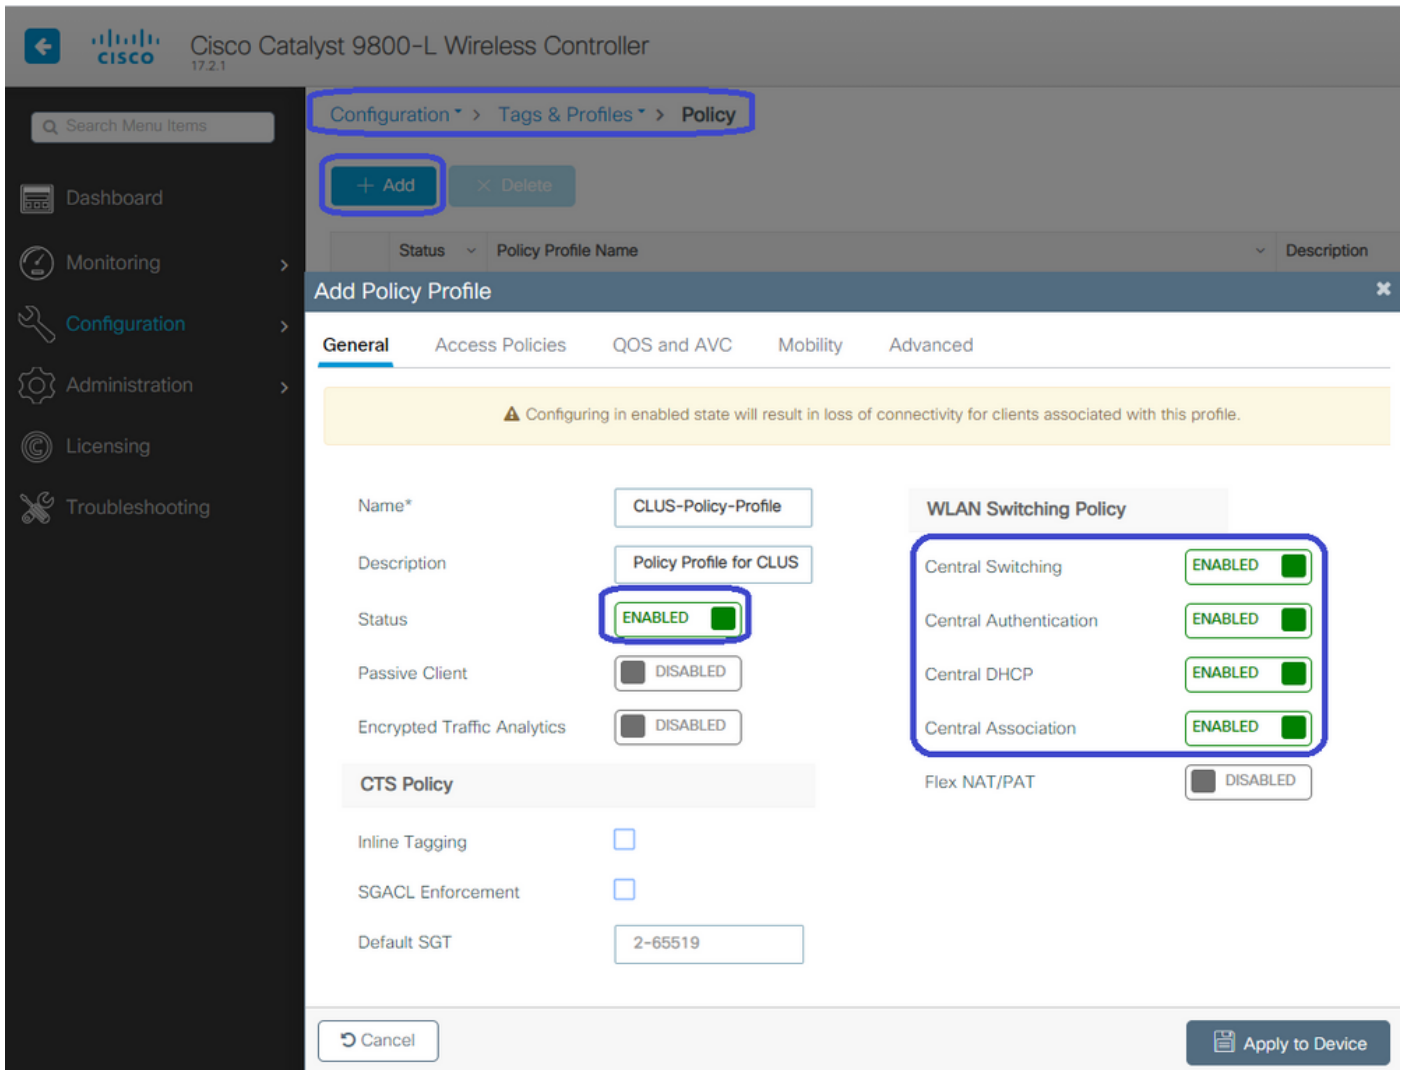 CISCO
Cisco Catalyst 9800-L Wireless Controller
17.2.1
Search Menu Items
Dashboard
Monitoring
Configuration
Administration
Licensing
Troubleshooting
Configuration > Tags & Profiles > Policy
+ Add
× Delete
Status
Policy Profile Name
Description
Add Policy Profile
General
Access Policies
QOS and AVC
Mobility
Advanced
Configuring in enabled state will result in loss of connectivity for clients associated with this profile.
Name*
CLUS-Policy-Profile
Description
Policy Profile for CLUS
Status
ENABLED
Passive Client
DISABLED
Encrypted Traffic Analytics
DISABLED
CTS Policy
Inline Tagging
SGACL Enforcement
Default SGT
2-65519
WLAN Switching Policy
Central Switching
ENABLED
Central Authentication
ENABLED
Central DHCP
ENABLED
Central Association
ENABLED
Flex NAT/PAT
DISABLED
Cancel
Apply to Device